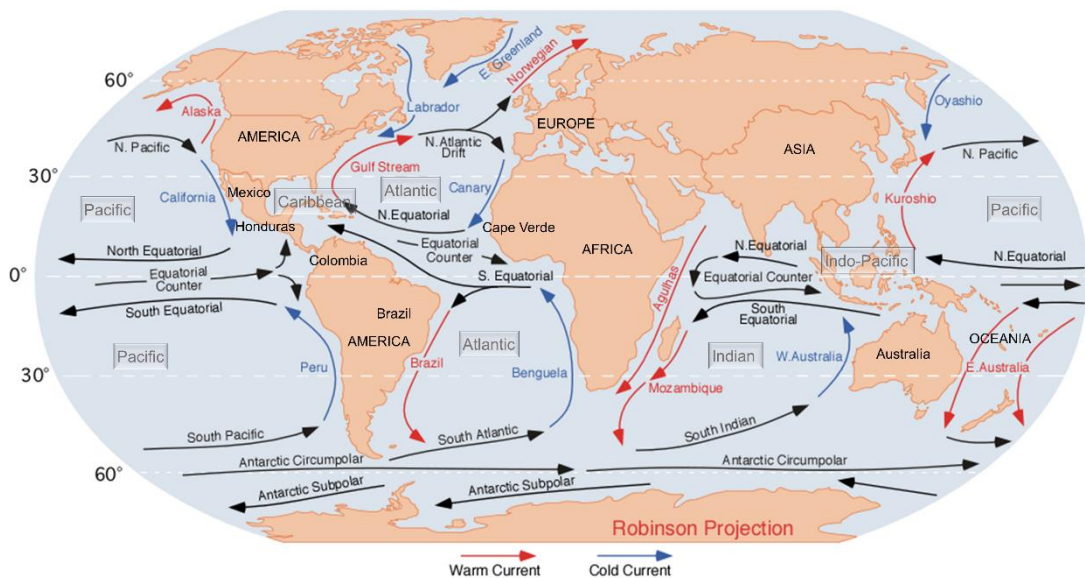 E. Greenland
Norwegian
60°
Alaska
Labrador
Oyashio
AMERICA
EUROPE
ASIA
N. Pacific
N.Atlantic
Drift
N. Pacific
30°
Gulf Stream
Mexico
Caribbean
Atlantic
Canary
California
Pacific
Kuroshio
Pacific
Honduras
N.Equatorial
Cape Verde
AFRICA
North Equatorial
Colombia
Equatorial
Counter
N.Equatorial
Indo-Pacific
N.Equatorial
0°
Equatorial
Counter
S. Equatorial
Agulhas
Equatorial Counter
South Equatorial
Brazil
South
Equatorial
AMERICA
Pacific
Atlantic
Indian
Australia
OCEANIA
Peru
Brazil
Benguela
W.Australia
E.Australia
30°
Mozambique
South Pacific
South Atlantic
South Indian
60°
Antarctic Circumpolar
Antarctic Circumpolar
Antarctic Subpolar
Antarctic Subpolar
Robinson Projection
Warm Current
Cold Current